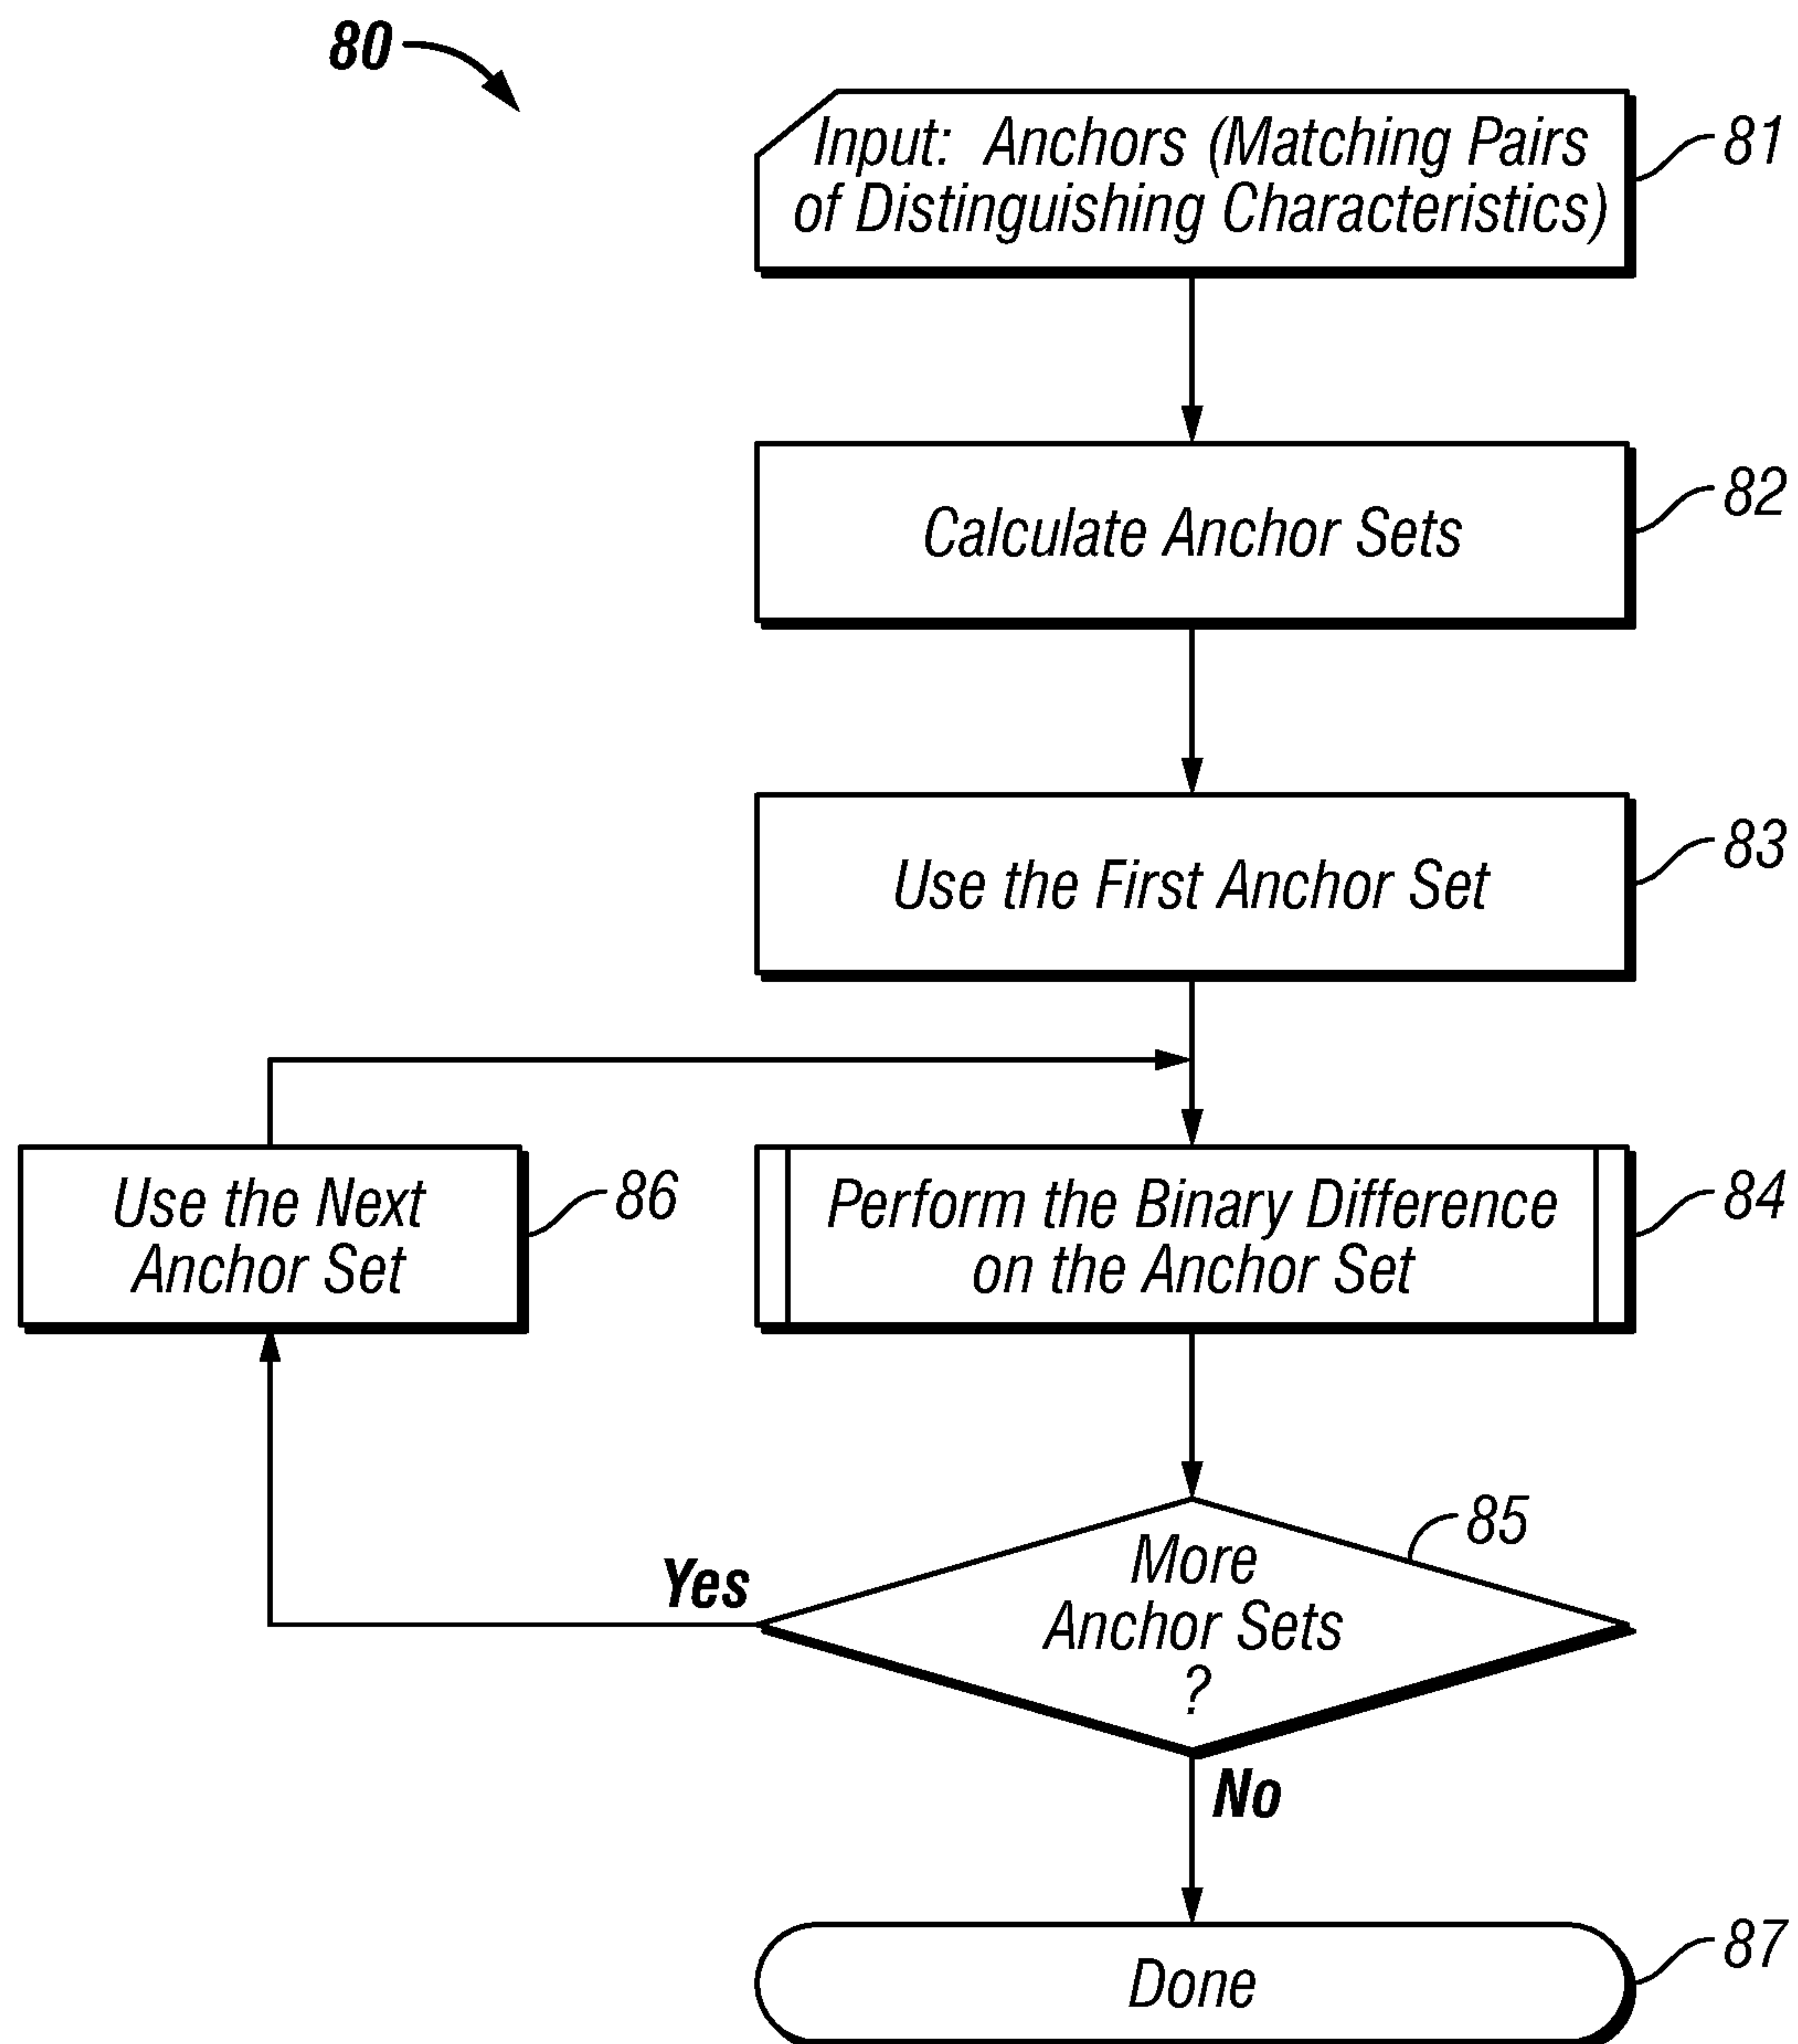 80
Input: Anchors (Matching Pairs
of Distinguishing Characteristics)
81
Calculate Anchor Sets
82
Use the First Anchor Set
83
Use the Next
Anchor Set
86
Perform the Binary Difference
on the Anchor Set
84
More
Anchor Sets
?
85
Yes
No
Done
87